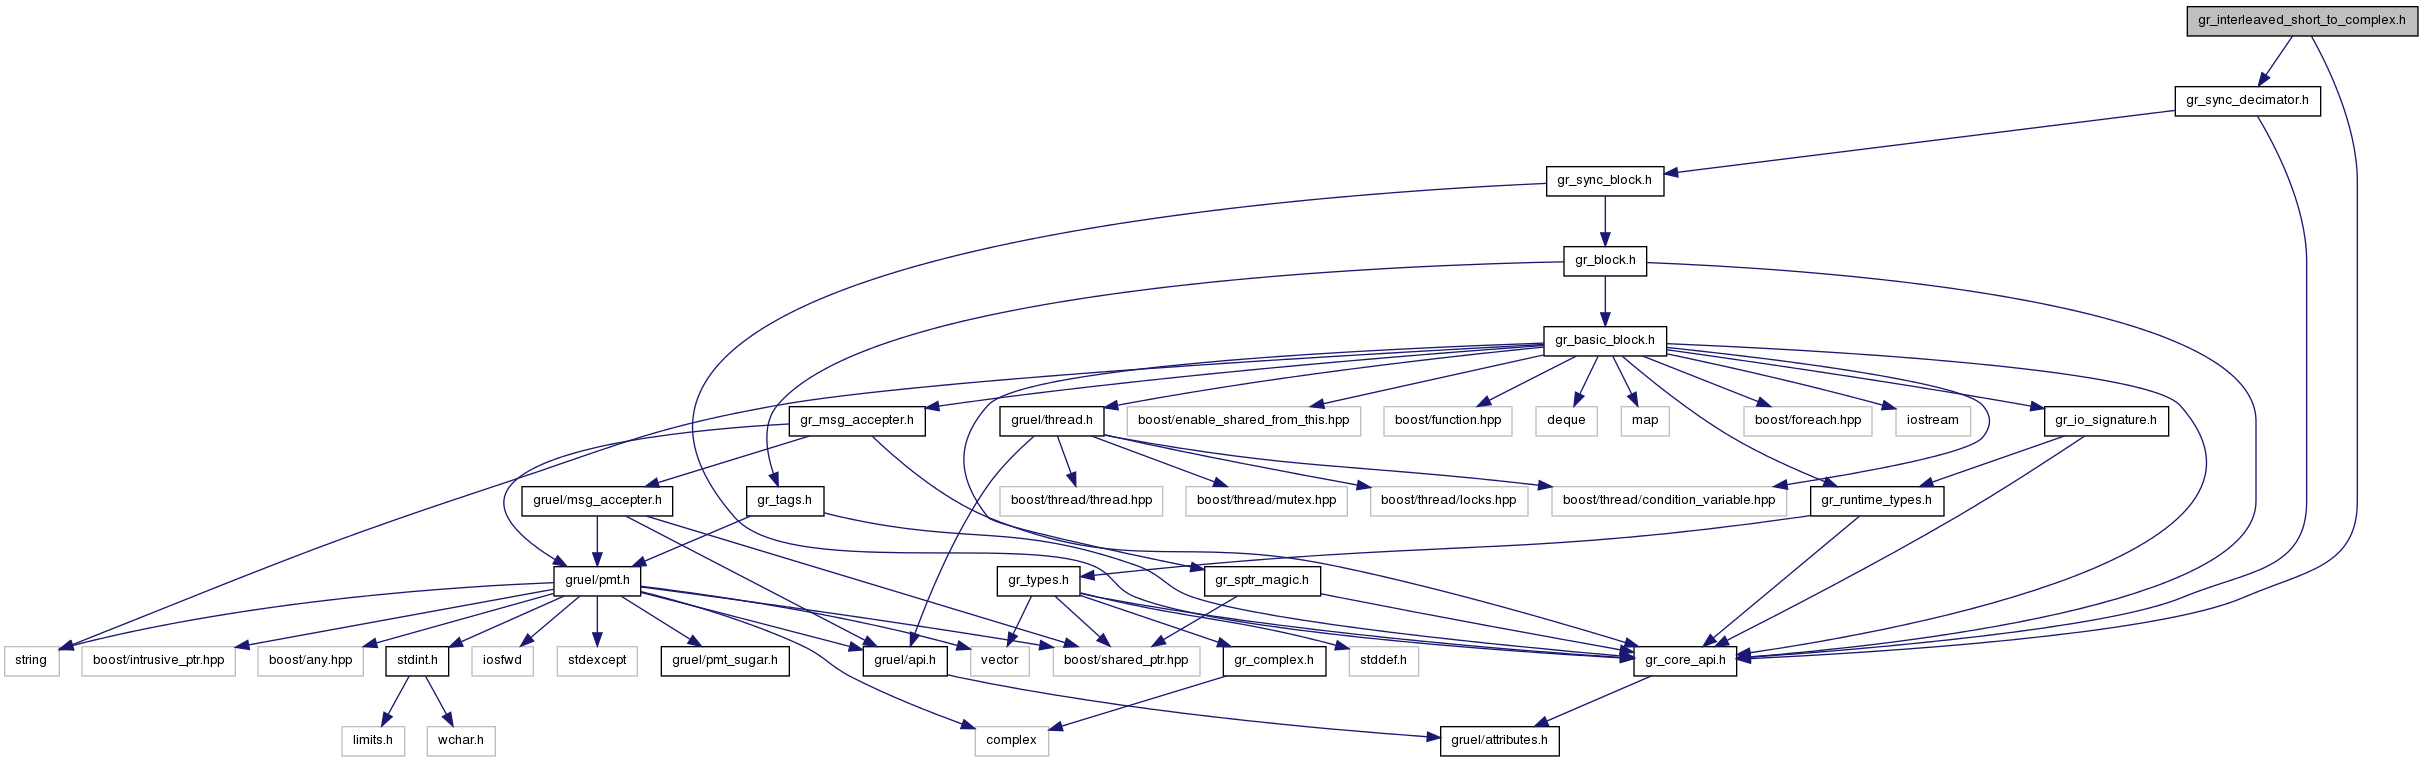 gr_interleaved_short_to_complex.h
gr_sync_decimator.h
gr_sync_block.h
gr_block.h
gr_basic_block.h
gr_msg_accepter.h
gruel/thread.h
boost/enable_shared_from_this.hpp
boost/function.hpp
deque
map
boost/foreach.hpp
iostream
gr_io_signature.h
gruel/msg_accepter.h
gr_tags.h
boost/thread/thread.hpp
boost/thread/mutex.hpp
boost/thread/locks.hpp
boost/thread/condition_variable.hpp
gr_runtime_types.h
gruel/pmt.h
gr_types.h
gr_sptr_magic.h
string
boost/intrusive_ptr.hpp
boost/any.hpp
stdint.h
iosfwd
stdexcept
gruel/pmt_sugar.h
gruel/api.h
vector
boost/shared_ptr.hpp
gr_complex.h
stddef.h
gr_core_api.h
limits.h
wchar.h
complex
gruel/attributes.h